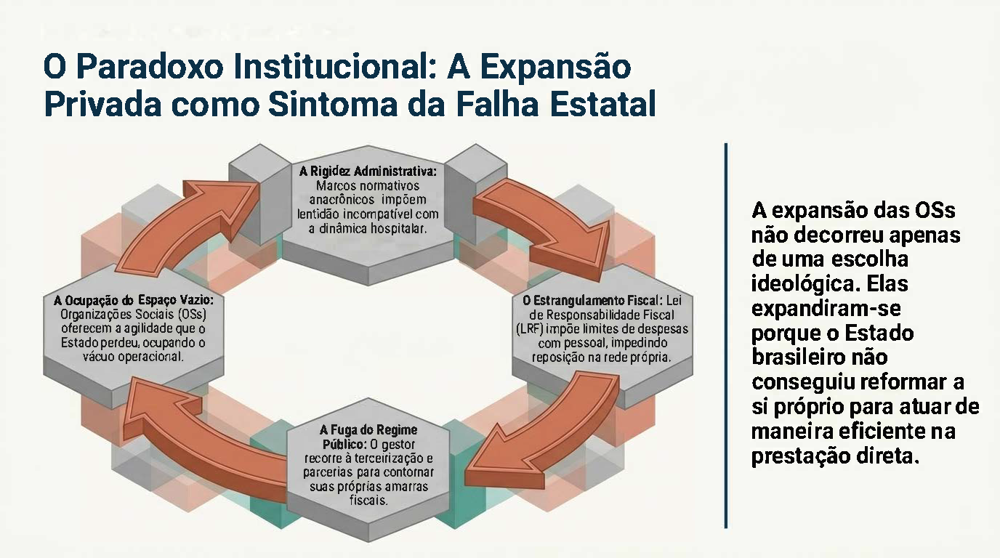 O Paradoxo Institucional: A Expansão
Privada como Sintoma da Falha Estatal
A Rigidez Administrativa:
Marcos normativos
anacrônicos impõem
lentidão incompatível com
a dinâmica hospitalar.
O Estrangulamento Fiscal: Lei
de Responsabilidade Fiscal
(LRF) impõe limites de despesas
com pessoal, impedindo
reposição na rede própria.
A Fuga do Regime
Público: O gestor
recorre à terceirização e
parcerias para contornar
suas próprias amarras
fiscais.
A Ocupação do Espaço Vazio:
Organizações Sociais (OSs)
oferecem a agilidade que o
Estado perdeu, ocupando o
vácuo operacional.
A expansão das OSs
não decorreu apenas
de uma escolha
ideológica. Elas
expandiram-se
porque o Estado
brasileiro não
conseguiu reformar a
si próprio para atuar de
maneira eficiente na
prestação direta.